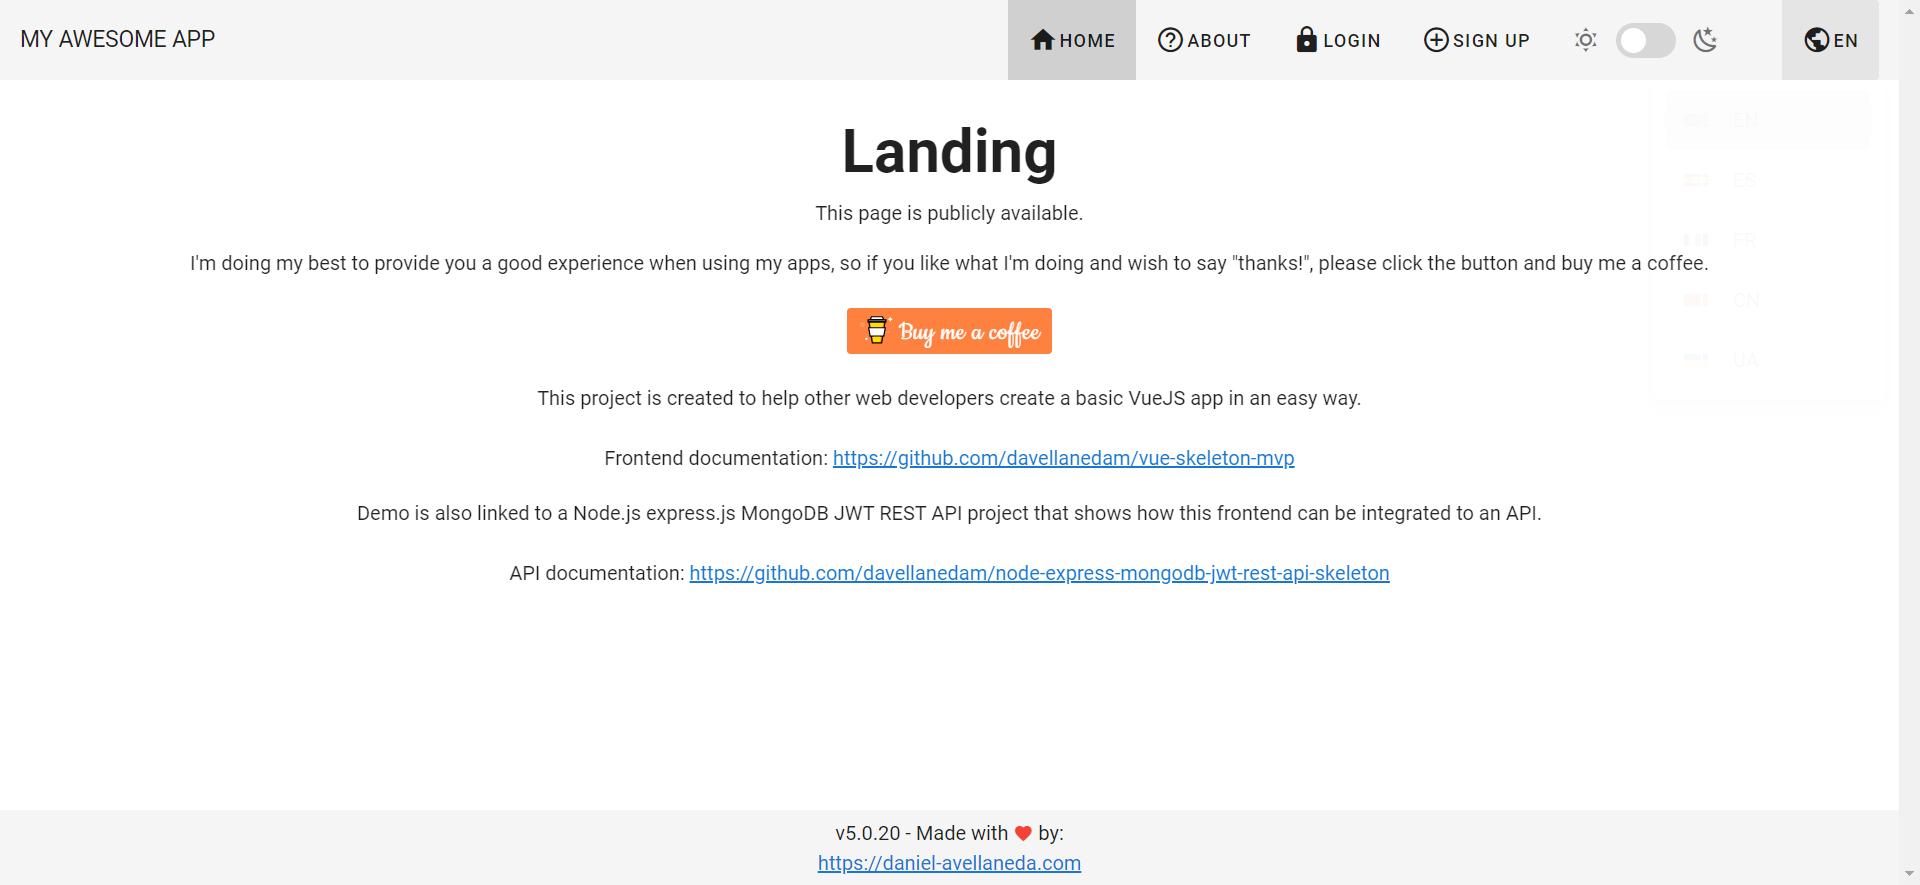 MY AWESOME APP
HOME
ABOUT
LOGIN
SIGN UP
EN
EN
ES
FR
CN
UA
Landing
This page is publicly available.
I'm doing my best to provide you a good experience when using my apps, so if you like what I'm doing and wish to say "thanks!", please click the button and buy me a coffee.
Buy me a coffee
This project is created to help other web developers create a basic VueJS app in an easy way.
Frontend documentation: https://github.com/davellanedam/vue-skeleton-mvp
Demo is also linked to a Node.js express.js MongoDB JWT REST API project that shows how this frontend can be integrated to an API.
API documentation: https://github.com/davellanedam/node-express-mongodb-jwt-rest-api-skeleton
v5.0.20 - Made with ❤ by:
https://daniel-avellaneda.com